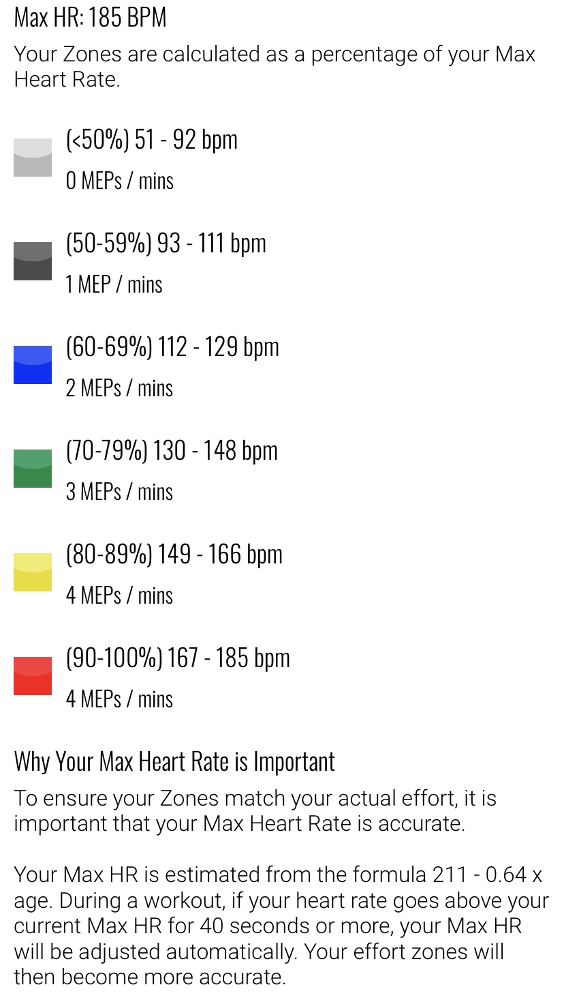 Max HR: 185 BPM
Your Zones are calculated as a percentage of your Max
Heart Rate.
(<50%) 51 - 92 bpm
0 MEPs / mins
(50-59%) 93 - 111 bpm
1 MEP / mins
(60-69%) 112 - 129 bpm
2 MEPs / mins
(70-79%) 130 - 148 bpm
3 MEPs / mins
(80-89%) 149 - 166 bpm
4 MEPs / mins
(90-100%) 167 - 185 bpm
4 MEPs / mins
Why Your Max Heart Rate is Important
To ensure your Zones match your actual effort, it is
important that your Max Heart Rate is accurate.
Your Max HR is estimated from the formula 211 - 0.64 x
age. During a workout, if your heart rate goes above your
current Max HR for 40 seconds or more, your Max HR
will be adjusted automatically. Your effort zones will
then become more accurate.